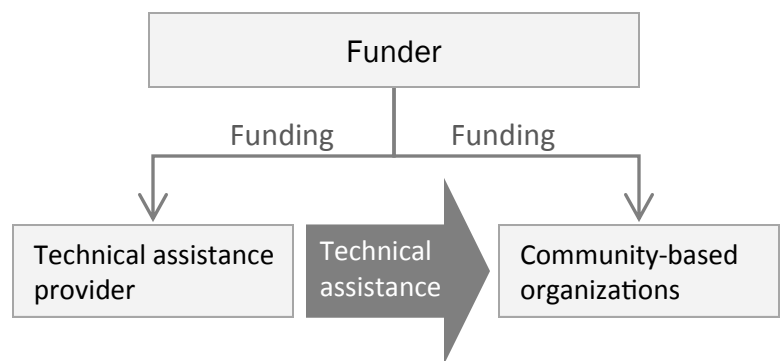 Funder
Funding
Funding
Technical assistance
provider
Technical
assistance
Community-based
organizations